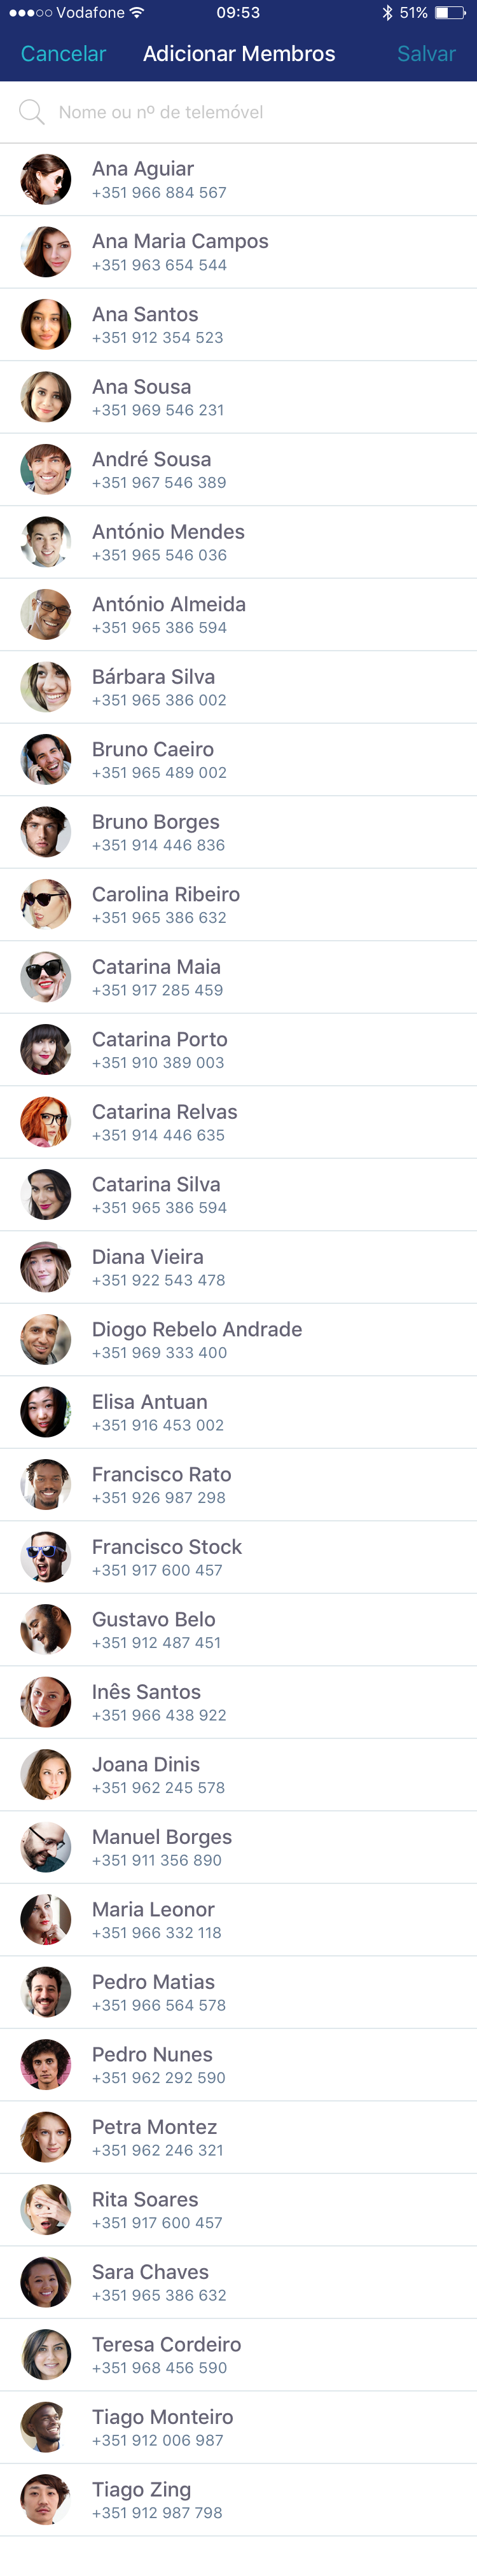 Vodafone 09:53 51%
Cancelar Adicionar Membros Salvar
Nome ou nº de telemóvel
Ana Aguiar
+351 966 884 567
Ana Maria Campos
+351 963 654 544
Ana Santos
+351 912 354 523
Ana Sousa
+351 969 546 231
André Sousa
+351 967 546 389
António Mendes
+351 965 546 036
António Almeida
+351 965 386 594
Bárbara Silva
+351 965 386 002
Bruno Caeiro
+351 965 489 002
Bruno Borges
+351 914 446 836
Carolina Ribeiro
+351 965 386 632
Catarina Maia
+351 917 285 459
Catarina Porto
+351 910 389 003
Catarina Relvas
+351 914 446 635
Catarina Silva
+351 965 386 594
Diana Vieira
+351 922 543 478
Diogo Rebelo Andrade
+351 969 333 400
Elisa Antuan
+351 916 453 002
Francisco Rato
+351 926 987 298
Francisco Stock
+351 917 600 457
Gustavo Belo
+351 912 487 451
Inês Santos
+351 966 438 922
Joana Dinis
+351 962 245 578
Manuel Borges
+351 911 356 890
Maria Leonor
+351 966 332 118
Pedro Matias
+351 966 564 578
Pedro Nunes
+351 962 292 590
Petra Montez
+351 962 246 321
Rita Soares
+351 917 600 457
Sara Chaves
+351 965 386 632
Teresa Cordeiro
+351 968 456 590
Tiago Monteiro
+351 912 006 987
Tiago Zing
+351 912 987 798